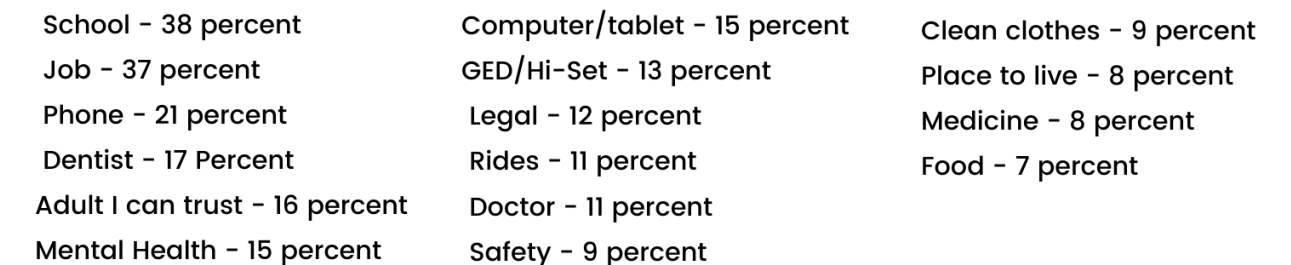 School - 38 percent
Job - 37 percent
Phone - 21 percent
Dentist - 17 Percent
Adult I can trust - 16 percent
Mental Health - 15 percent
Computer/tablet - 15 percent
GED/Hi-Set - 13 percent
Legal - 12 percent
Rides - 11 percent
Doctor - 11 percent
Safety - 9 percent
Clean clothes - 9 percent
Place to live - 8 percent
Medicine - 8 percent
Food - 7 percent